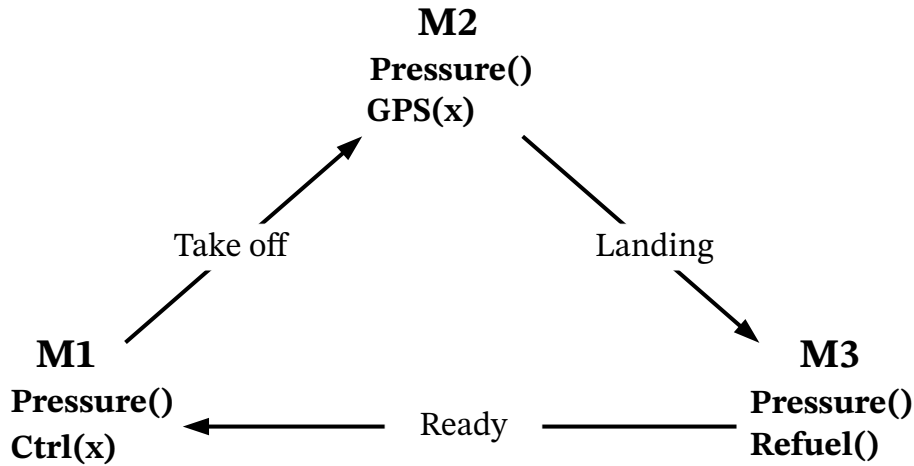 M2
Pressure()
GPS(x)
Take off
Landing
M1
Pressure()
Ctrl(x)
Ready
M3
Pressure()
Refuel()